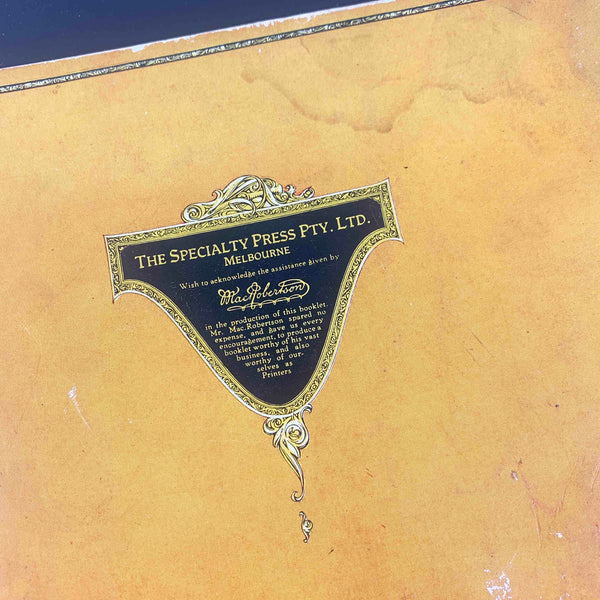 THE SPECIALTY PRESS PTY. LTD.
MELBOURNE
Wish to acknowledge the assistance given by
MacRobertson
in the production of this booklet.
Mr. Mac.Robertson spared no
expense, and gave us every
encouragement, to produce a
booklet worthy of his vast
business, and also
worthy of our-
selves as
Printers